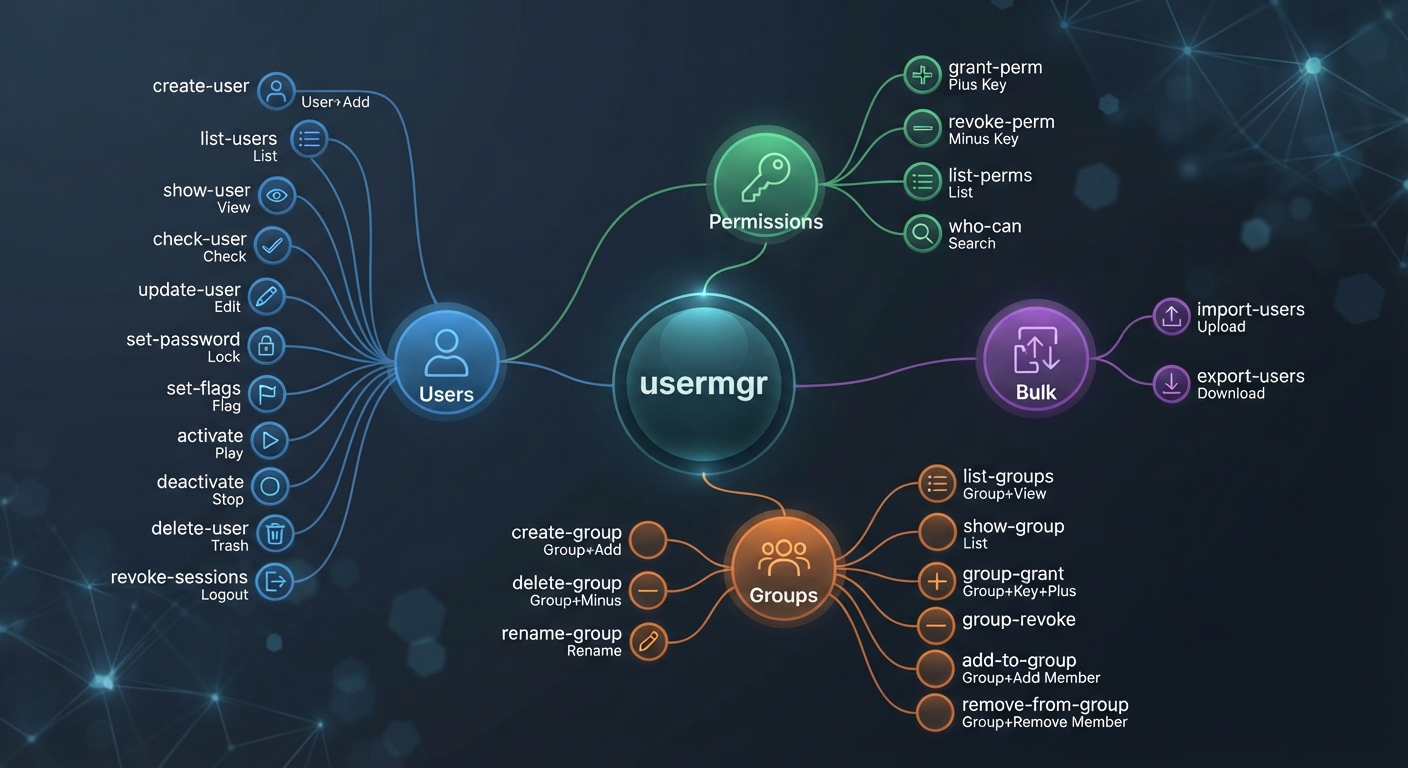 create-user
User›Add
list-users
List
show-user
View
check-user
Check
update-user
Edit
set-password
Lock
set-flags
Flag
activate
Play
deactivate
Stop
delete-user
Trash
revoke-sessions
Logout
Users
usermgr
Permissions
grant-perm
Plus Key
revoke-perm
Minus Key
list-perms
List
who-can
Search
Bulk
import-users
Upload
export-users
Download
Groups
create-group
Group+Add
delete-group
Group+Minus
rename-group
Rename
list-groups
Group+View
show-group
List
group-grant
Group+Key+Plus
group-revoke
add-to-group
Group+Add Member
remove-from-group
Group+Remove Member